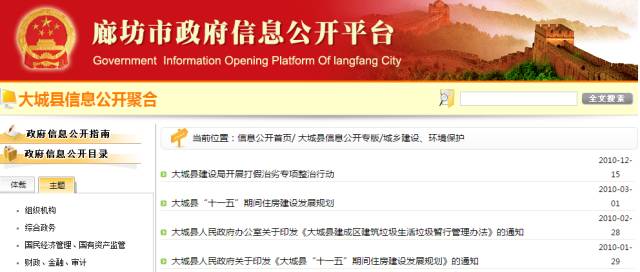 廊坊市政府信息公开平台
Government Information Opening Platform Of langfang City
大城县信息公开聚合
全文搜索
政府信息公开指南
政府信息公开目录
体裁
主题
组织机构
综合政务
国民经济管理、国有资产监管
财政、金融、审计
当前位置：信息公开首页/ 大城县信息公开专版/城乡建设、环境保护
大城县建设局开展打假治劣专项整治行动
2010-12-
15
大城县“十一五”期间住房建设发展规划
2010-03-
01
大城县人民政府办公室关于印发《大城县建成区建筑垃圾生活垃圾暂行管理办法》的通知
2010-02-
28
大城县人民政府关于印发《大城县“十一五”期间住房建设发展规划》的通知
2010-01-
29